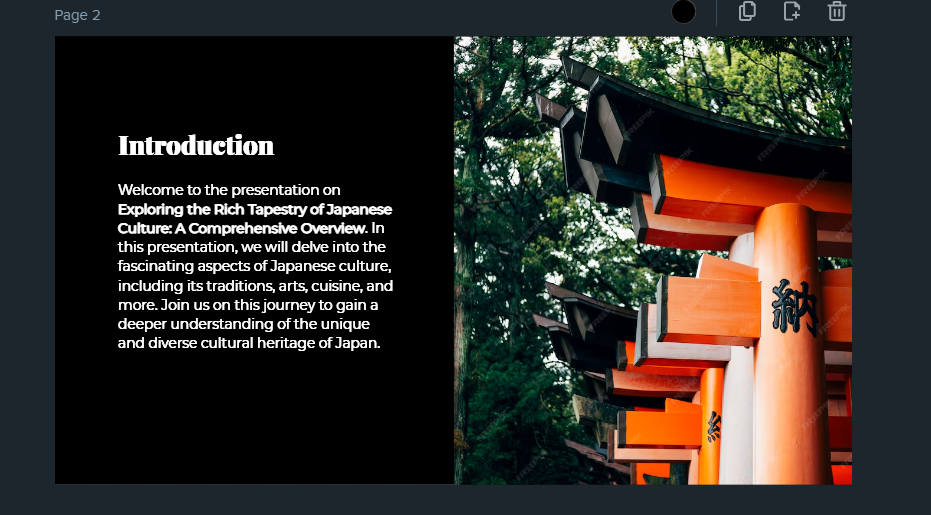 Page 2
Introduction
Welcome to the presentation on
Exploring the Rich Tapestry of Japanese
Culture: A Comprehensive Overview. In
this presentation, we will delve into the
fascinating aspects of Japanese culture,
including its traditions, arts, cuisine, and
more. Join us on this journey to gain a
deeper understanding of the unique
and diverse cultural heritage of Japan.
納